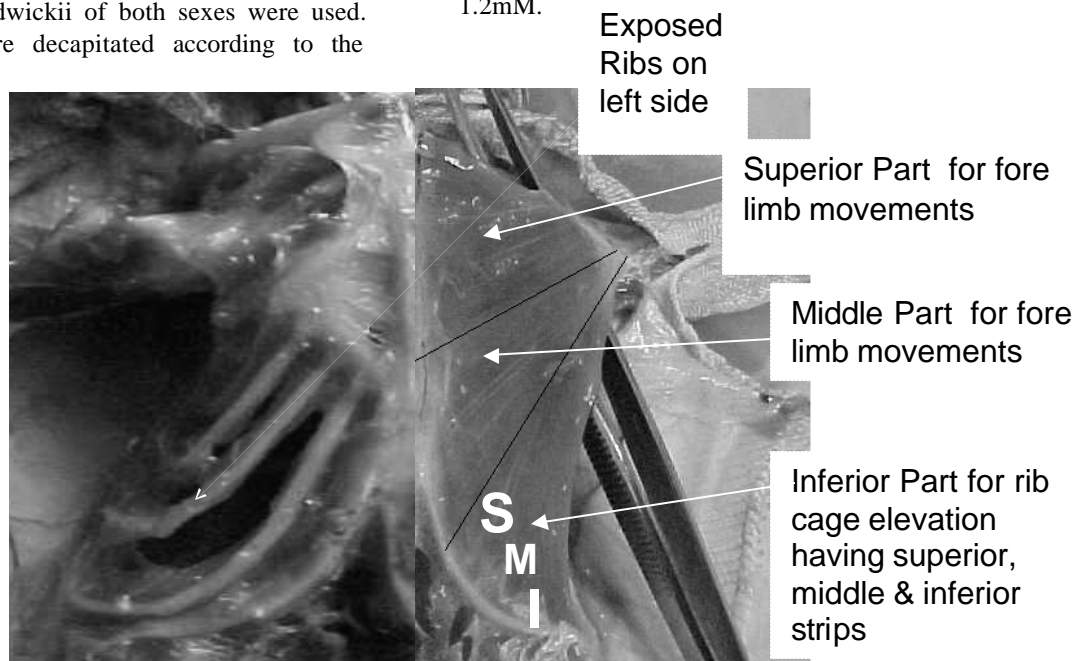 dwickii of both sexes were used.
re decapitated according to the
1.2mM.
Exposed
Ribs on
left side
Superior Part for fore
limb movements
Middle Part for fore
limb movements
Inferior Part for rib
cage elevation
having superior,
middle & inferior
strips
S
M
I